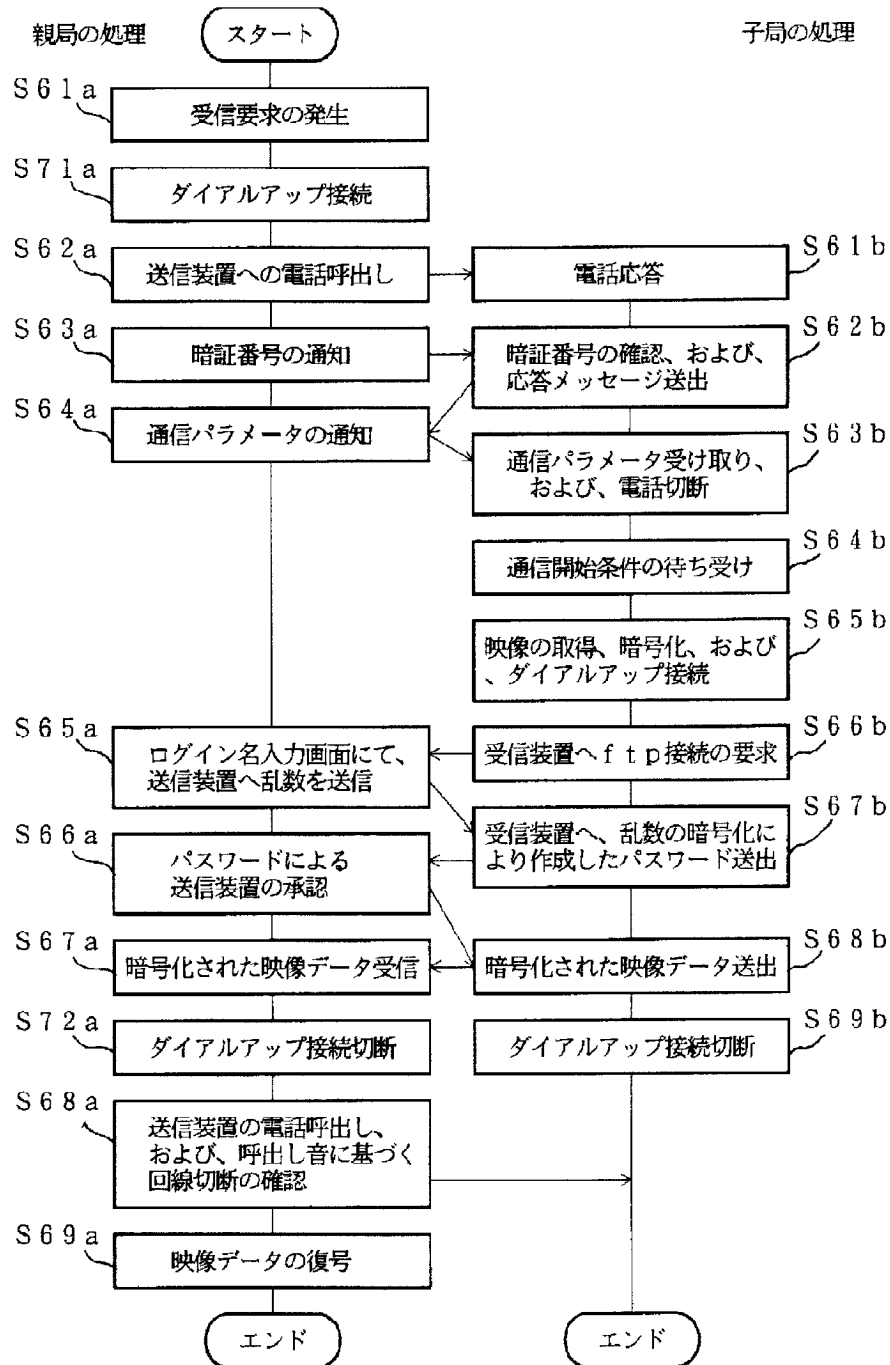 親局の処理
スタート
子局の処理
S61a
受信要求の発生
S71a
ダイアルアップ接続
S62a
送信装置への電話呼出し
電話応答
S61b
S63a
暗証番号の通知
暗証番号の確認、および、
応答メッセージ送出
S62b
S64a
通信パラメータの通知
通信パラメータ受け取り、
および、電話切断
S63b
通信開始条件の待ち受け
S64b
映像の取得、暗号化、および
、ダイアルアップ接続
S65b
S65a
ログイン名入力画面にて、
送信装置へ乱数を送信
受信装置へftp接続の要求
S66b
S66a
パスワードによる
送信装置の承認
受信装置へ、乱数の暗号化に
より作成したパスワード送出
S67b
S67a
暗号化された映像データ受信
暗号化された映像データ送出
S68b
S72a
ダイアルアップ接続切断
ダイアルアップ接続切断
S69b
S68a
送信装置の電話呼出し、
および、呼出し音に基づく
回線切断の確認
S69a
映像データの復号
エンド
エンド